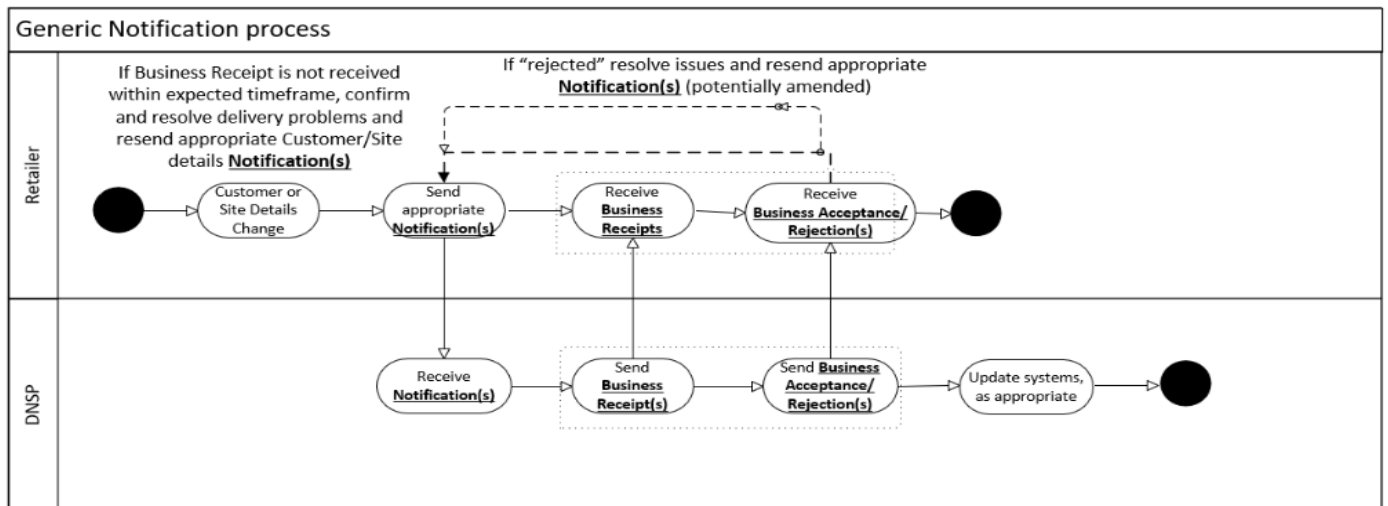 Generic Notification process
Retailer
If Business Receipt is not received
within expected timeframe, confirm
and resolve delivery problems and
resend appropriate Customer/Site
details Notification(s)
If “rejected” resolve issues and resend appropriate
Notification(s) (potentially amended)
Customer or
Site Details
Change
Send
appropriate
Notification(s)
Receive
Business
Receipts
Receive
Business Acceptance/
Rejection(s)
DNSP
Receive
Notification(s)
Send
Business
Receipt(s)
Send Business
Acceptance/
Rejection(s)
Update systems,
as appropriate